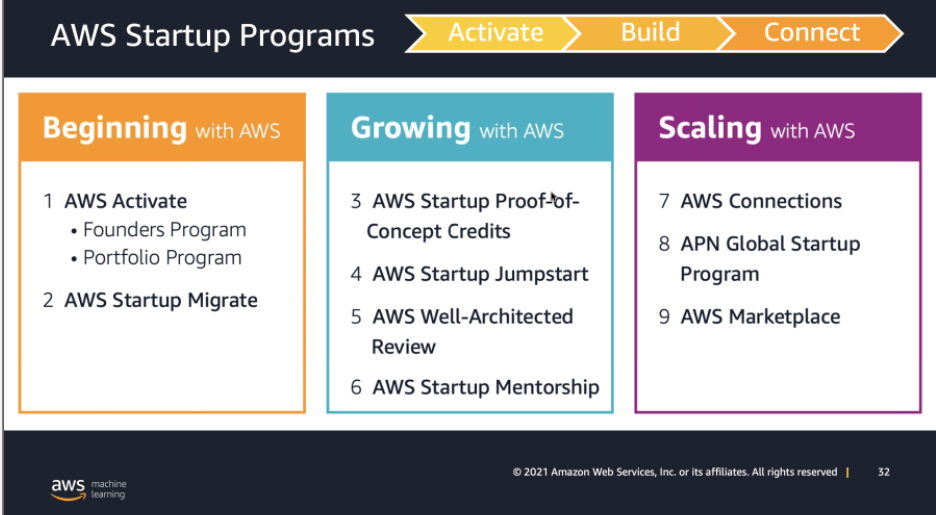 AWS Startup Programs
Activate
Build
Connect
Beginning with AWS
1 AWS Activate
• Founders Program
• Portfolio Program
2 AWS Startup Migrate
Growing with AWS
3 AWS Startup Proof-of-
Concept Credits
4 AWS Startup Jumpstart
5 AWS Well-Architected
Review
6 AWS Startup Mentorship
Scaling with AWS
7 AWS Connections
8 APN Global Startup
Program
9 AWS Marketplace
aws machine
learning
© 2021 Amazon Web Services, Inc. or its affiliates. All rights reserved | 32